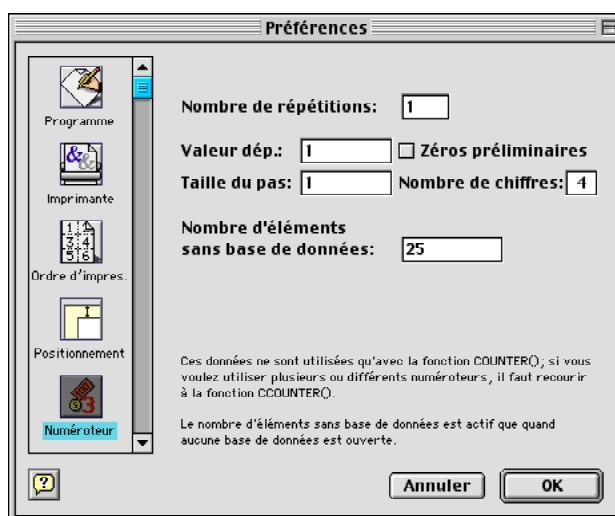 Préférences
Programme
Imprimante
Ordre d'impres.
Positionnement
Numéroteur
Nombre de répétitions: 1
Valeur dép.: 1 Zéros préliminaires
Taille du pas: 1 Nombre de chiffres: 4
Nombre d'éléments
sans base de données: 25
Ces données ne sont utilisées qu'avec la fonction COUNTER(); si vous
voulez utiliser plusieurs ou différents numéroteurs, il faut recourir
à la fonction CCOUNTER().
Le nombre d'éléments sans base de données est actif que quand
aucune base de données est ouverte.
Annuler OK